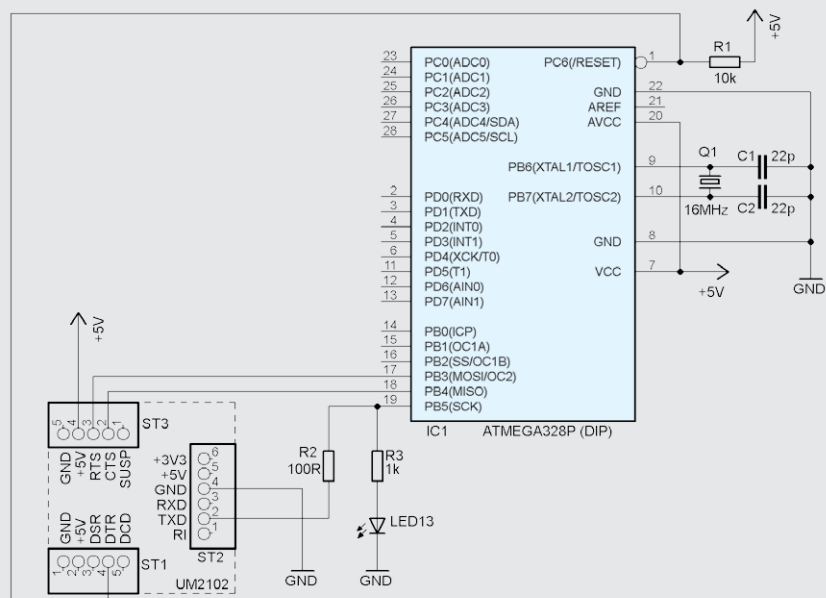 +5V
R1
10k
23 PC0(ADC0)
24 PC1(ADC1)
25 PC2(ADC2)
26 PC3(ADC3)
27 PC4(ADC4/SDA)
28 PC5(ADC5/SCL)
PC6(/RESET) 1
GND 22
AREF 21
AVCC 20
PB6(XTAL1/TOSC1) 9
PB7(XTAL2/TOSC2) 10
GND 8
VCC 7
Q1
16MHz
C1 22p
C2 22p
+5V
GND
2 PD0(RXD)
3 PD1(TXD)
4 PD2(INT0)
5 PD3(INT1)
6 PD4(XCK/T0)
11 PD5(T1)
12 PD6(AIN0)
13 PD7(AIN1)
14 PB0(ICP)
15 PB1(OC1A)
16 PB2(SS/OC1B)
17 PB3(MOSI/OC2)
18 PB4(MISO)
19 PB5(SCK)
IC1 ATMEGA328P (DIP)
+5V
ST3
5 4 3 2 1
GND +5V RTS CTS SUSP
+3V3 6
+5V 5
GND 4
RXD 3
TXD 2
RI 1
ST2
GND +5V DSR DTR DCD
1 2 3 4 5
ST1
UM2102
R2
100R
R3
1k
LED13
GND
GND